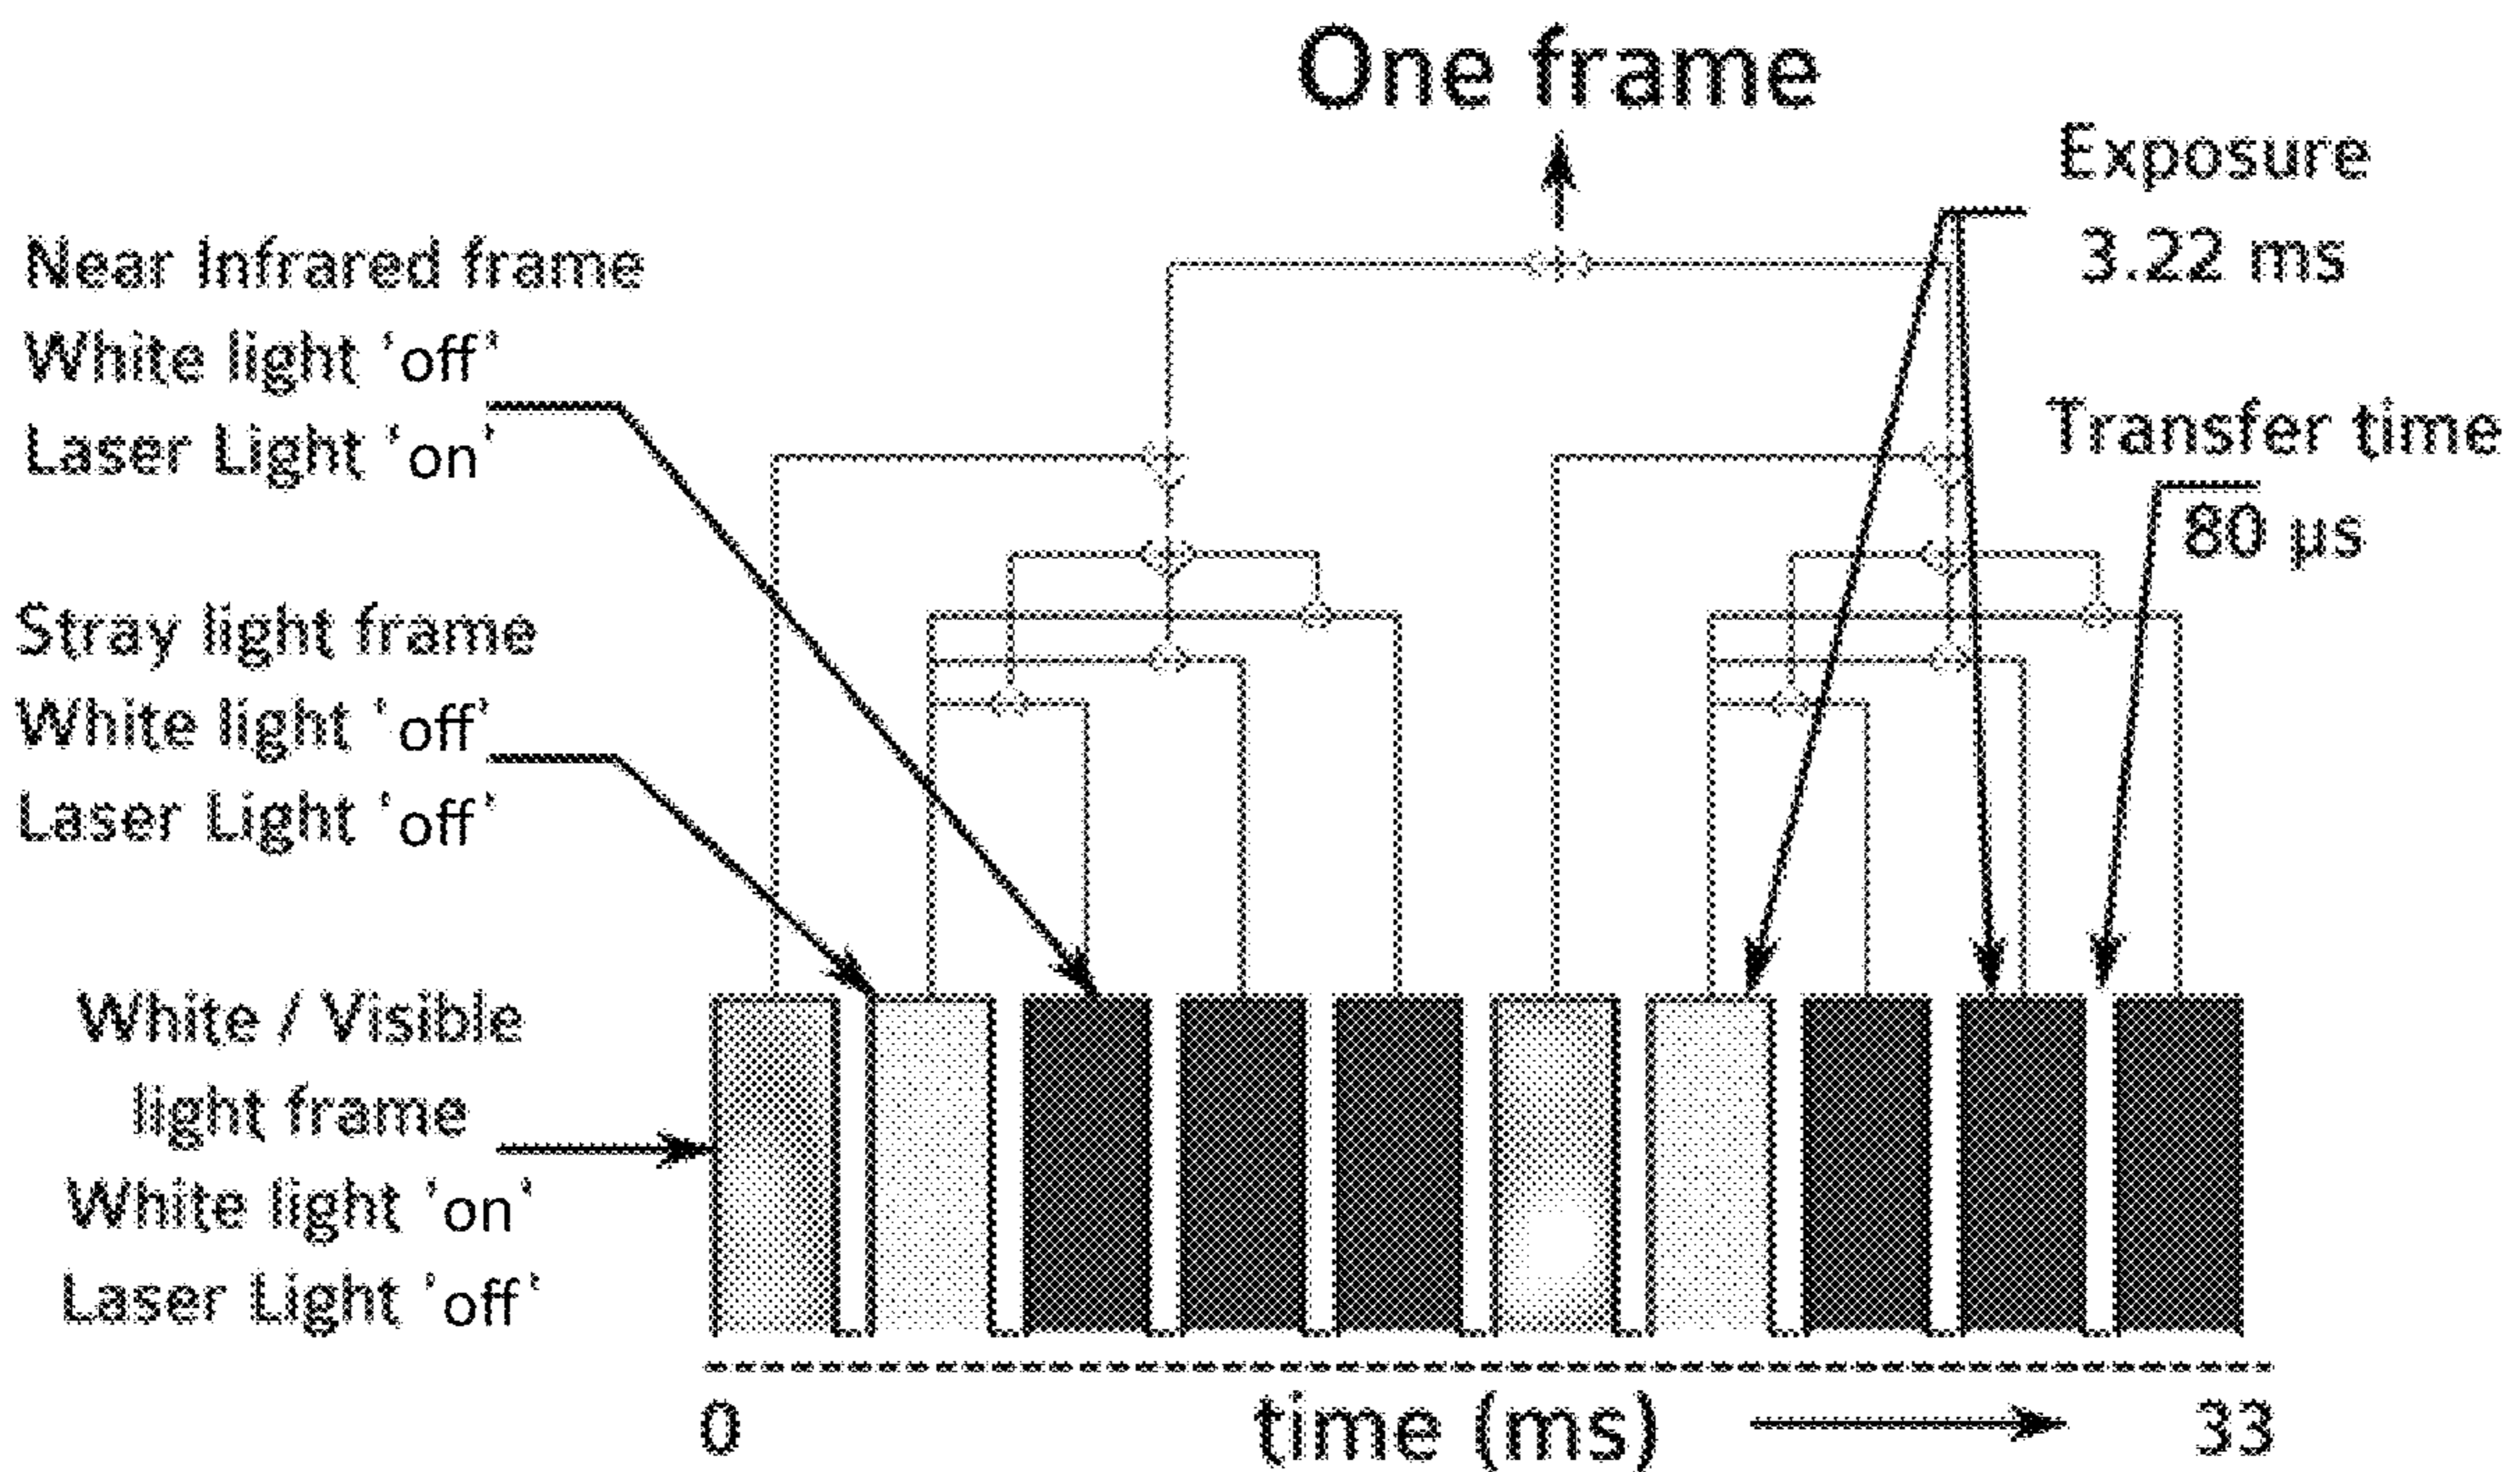 One frame
Exposure
3.22 ms
Near Infrared frame
White light 'off'
Laser Light 'on'
Transfer time
80 µs
Stray light frame
White light 'off'
Laser Light 'off'
White / Visible
light frame
White light 'on'
Laser Light 'off'
0
time (ms)
33